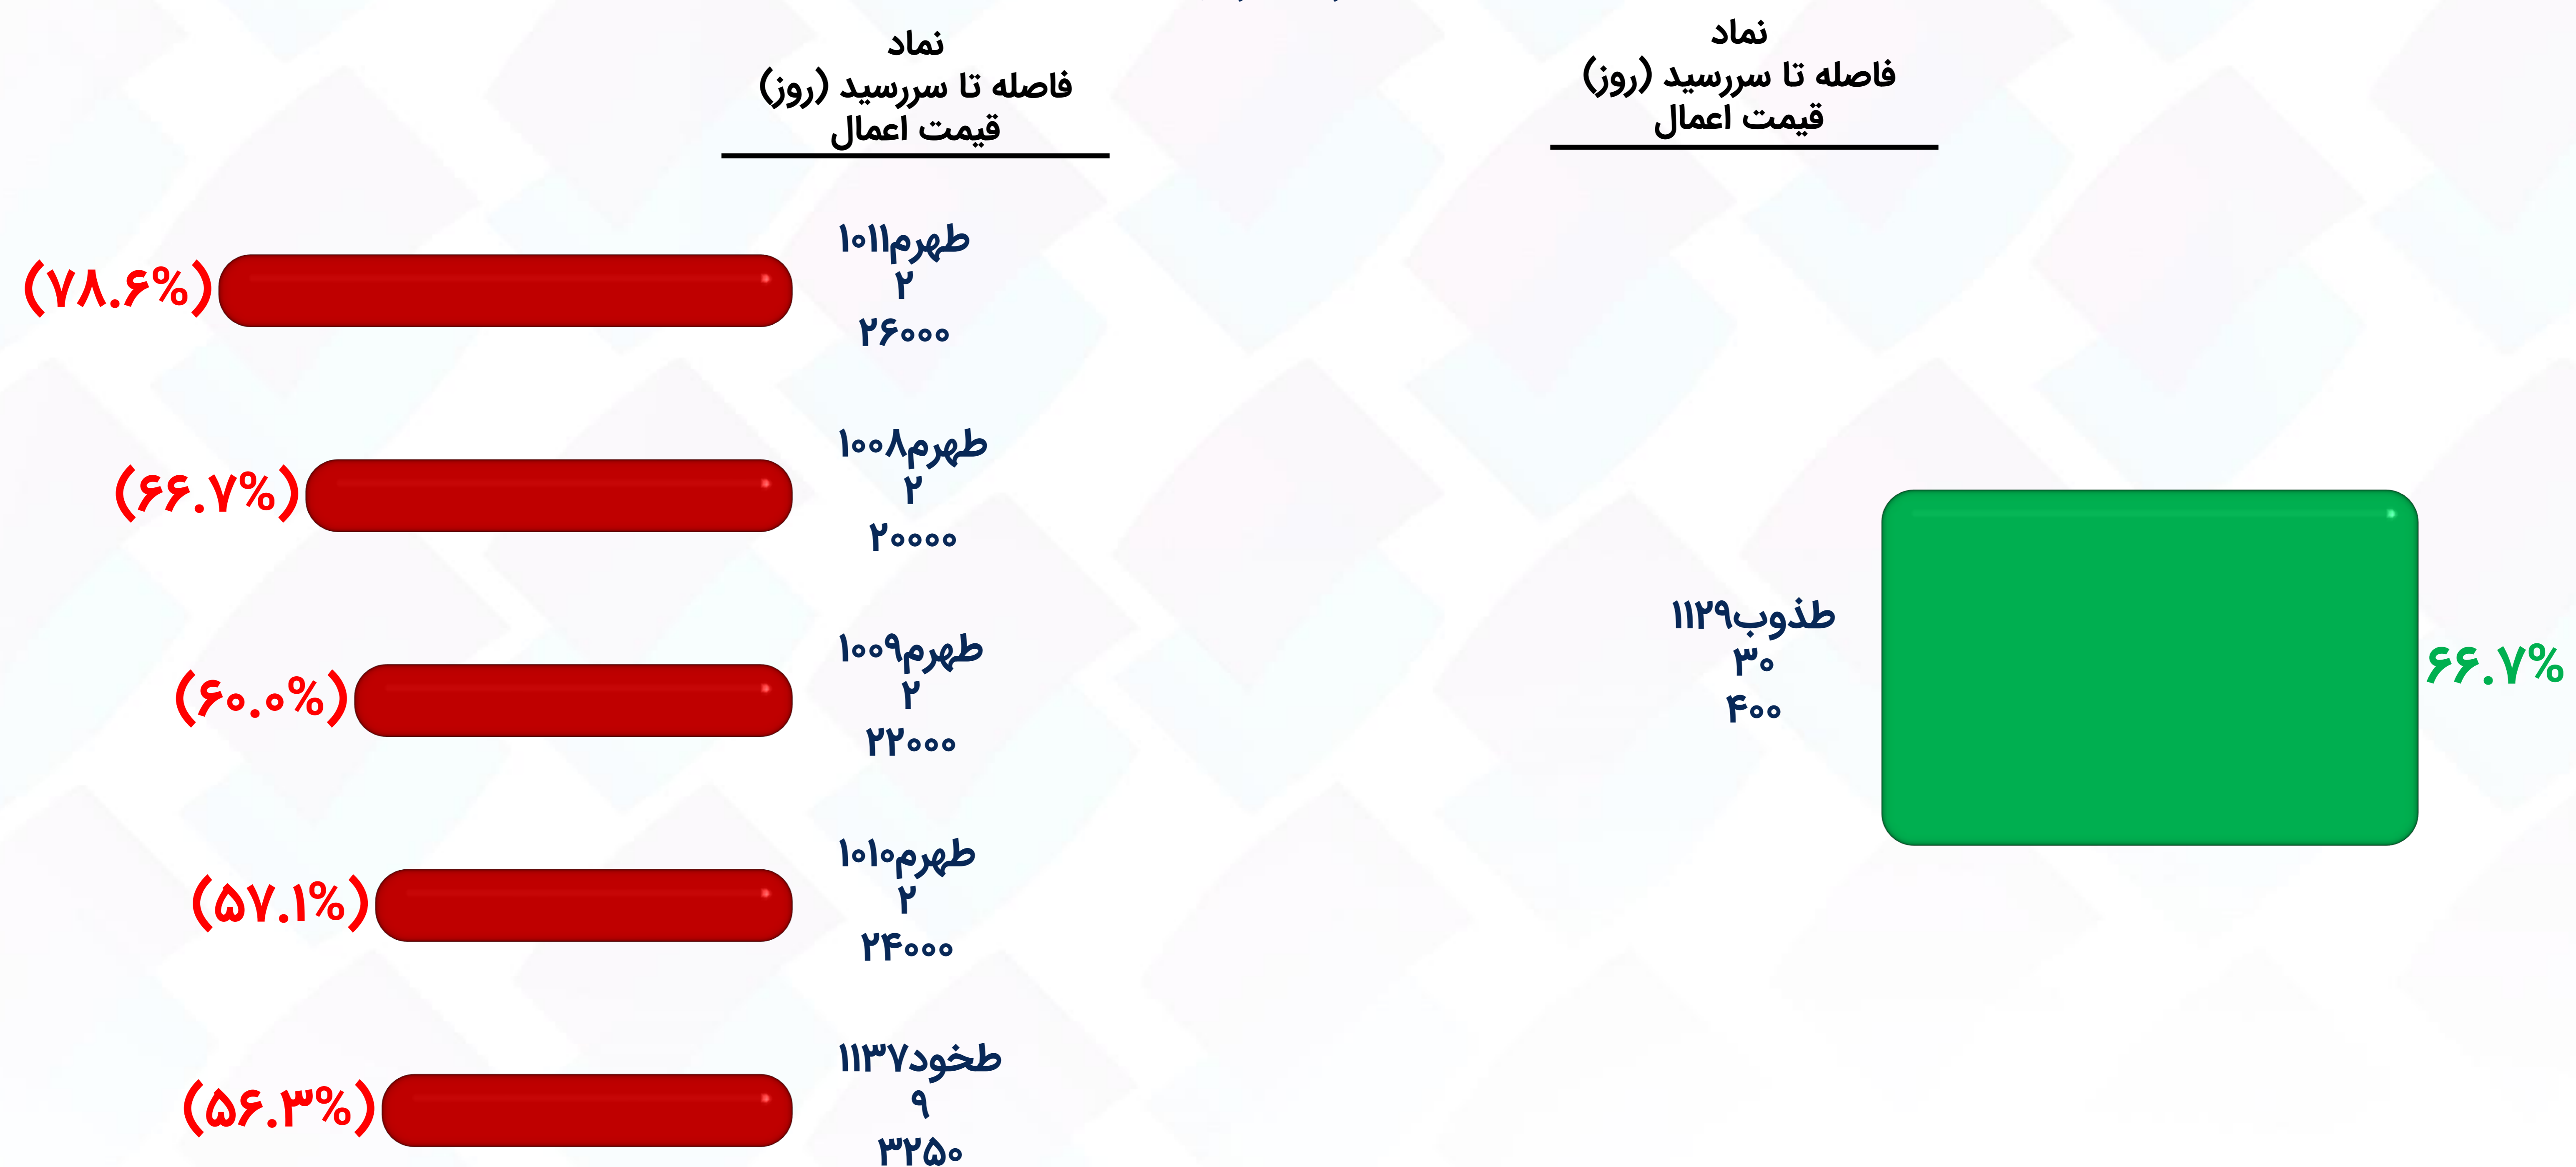 نماد
فاصله تا سررسید (روز)
قیمت اعمال
طذوب۱۱۲۹
۳۰
۴۰۰
۶۶.۷%
نماد
فاصله تا سررسید (روز)
قیمت اعمال
طهرم۱۰۱۱
۲
۲۶۰۰۰
(۷۸.۶%)
طهرم۱۰۰۸
۲
۲۰۰۰۰
(۶۶.۷%)
طهرم۱۰۰۹
۲
۲۲۰۰۰
(۶۰.۰%)
طهرم۱۰۱۰
۲
۲۴۰۰۰
(۵۷.۱%)
طخود۱۱۳۷
۹
۳۲۵۰
(۵۶.۳%)